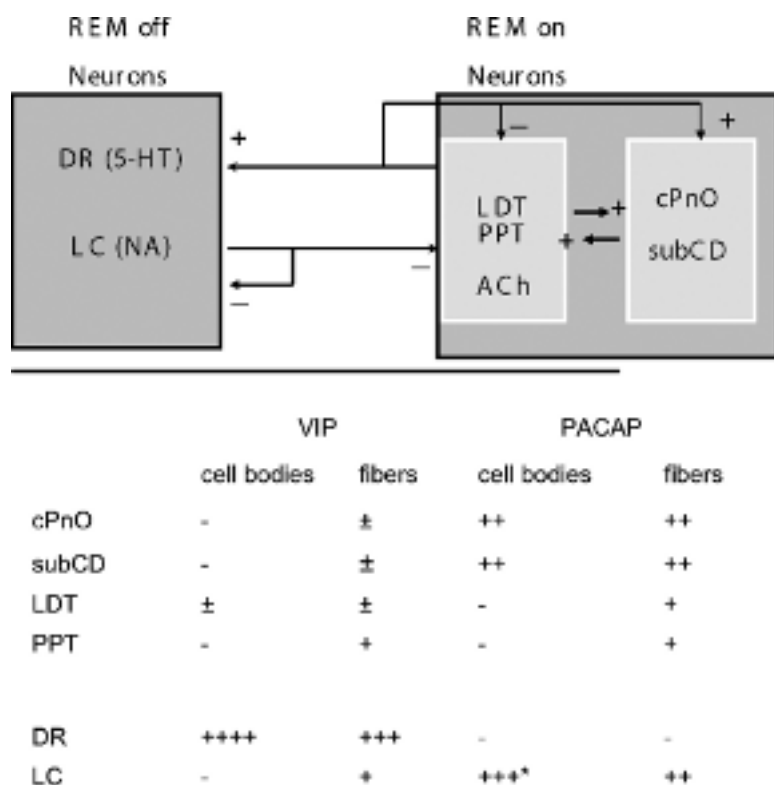 REM off REM on
Neurons Neurons
+ − +
DR (5-HT)
LDT + cPnO
PPT + subCD
LC (NA) −
− ACh
VIP PACAP
cell bodies fibers cell bodies fibers
cPnO - ± ++ ++
subCD - ± ++ ++
LDT ± ± - +
PPT - + - +
DR ++++ +++ - -
LC - + +++* ++